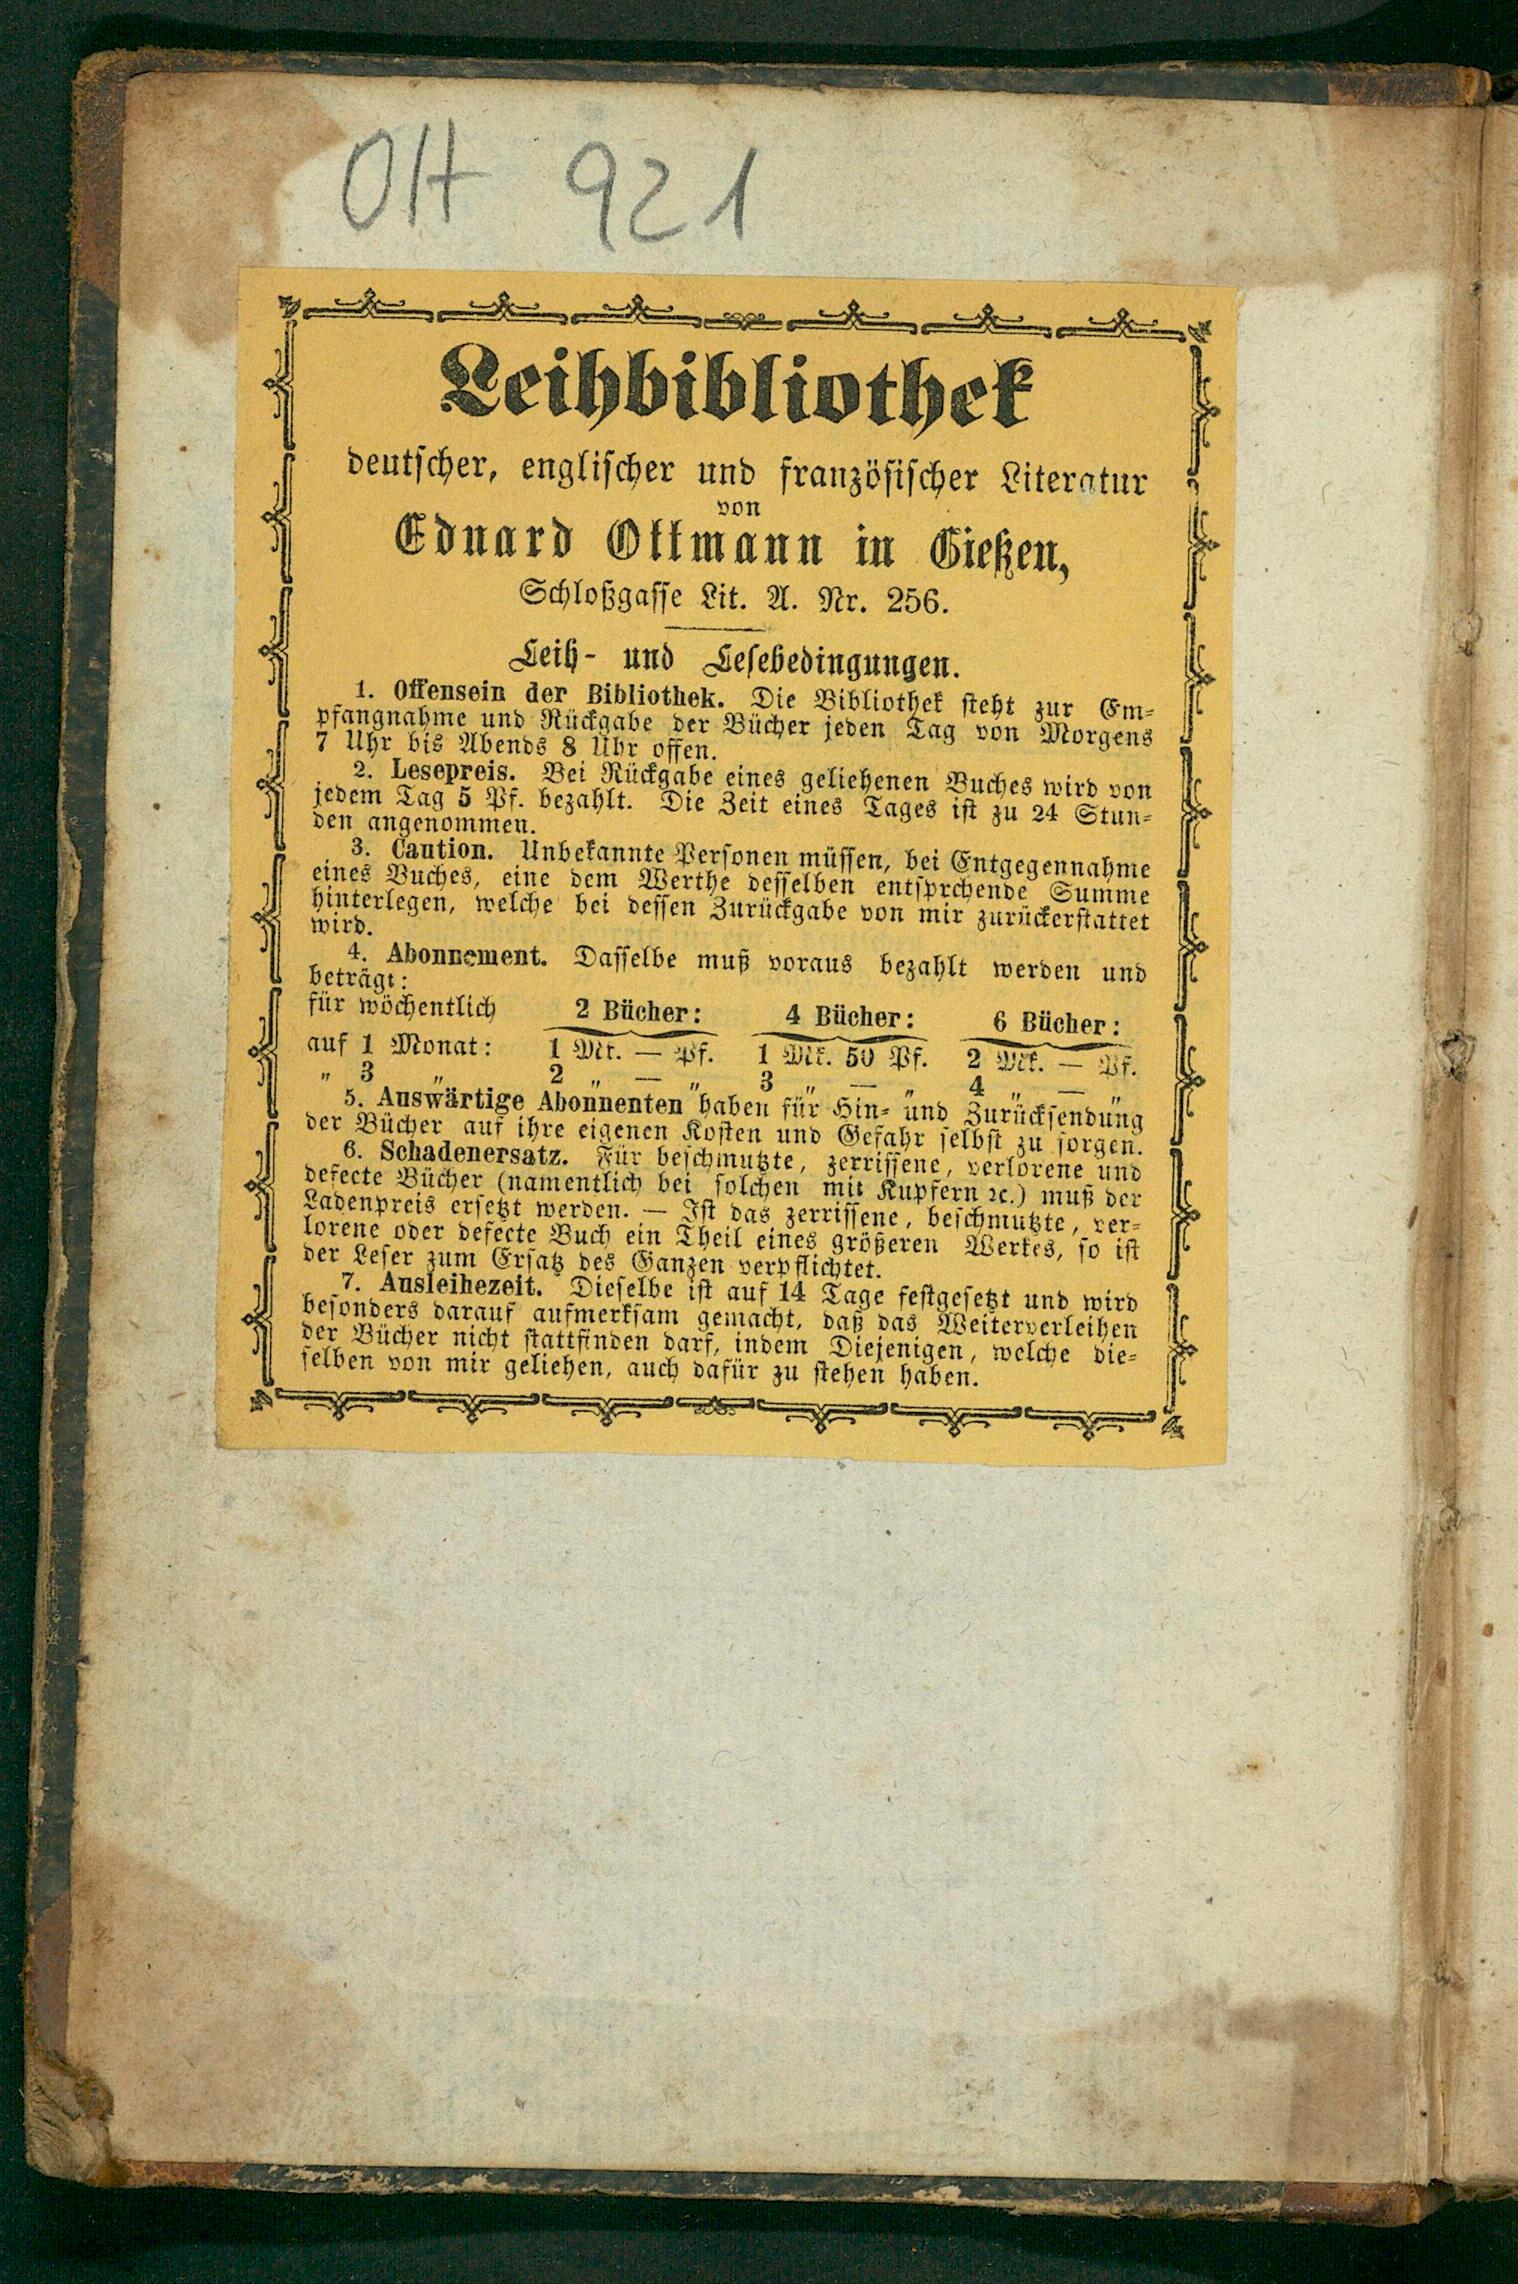 OH 921
Leihbibliothek
deutscher, englischer und französischer Literatur
von
Eduard Ottmann in Gießen,
Schloßgasse Lit. A. Nr. 256.
Leih- und Lesebedingungen.
1. Offensein der Bibliothek. Die Bibliothek steht zur Em-
pfangnahme und Rückgabe der Bücher jeden Tag von Morgens
7 Uhr bis Abends 8 Uhr offen.
2. Lesepreis. Bei Rückgabe eines geliehenen Buches wird von
jedem Tag 5 Pf. bezahlt. Die Zeit eines Tages ist zu 24 Stun-
den angenommen.
3. Caution. Unbekannte Personen müssen, bei Entgegennahme
eines Buches, eine dem Werthe desselben entsprchende Summe
hinterlegen, welche bei dessen Zurückgabe von mir zurückerstattet
wird.
4. Abonnement. Dasselbe muß voraus bezahlt werden und
beträgt:
für wöchentlich 2 Bücher: 4 Bücher: 6 Bücher:
auf 1 Monat: 1 Mk. — Pf. 1 Mk. 50 Pf. 2 Mk. — Pf.
„ 3 „ 2 „ — „ 3 „ — „ 4 „ — „
5. Auswärtige Abonnenten haben für Hin- und Zurücksendung
der Bücher auf ihre eigenen Kosten und Gefahr selbst zu sorgen.
6. Schadenersatz. Für beschmutzte, zerrissene, verlorene und
defecte Bücher (namentlich bei solchen mit Kupfern ꝛc.) muß der
Ladenpreis ersetzt werden. — Ist das zerrissene, beschmutzte, ver-
lorene oder defecte Buch ein Theil eines größeren Werkes, so ist
der Leser zum Ersatz des Ganzen verpflichtet.
7. Ausleihezeit. Dieselbe ist auf 14 Tage festgesetzt und wird
besonders darauf aufmerksam gemacht, daß das Weiterverleihen
der Bücher nicht stattfinden darf, indem Diejenigen, welche die-
selben von mir geliehen, auch dafür zu stehen haben.